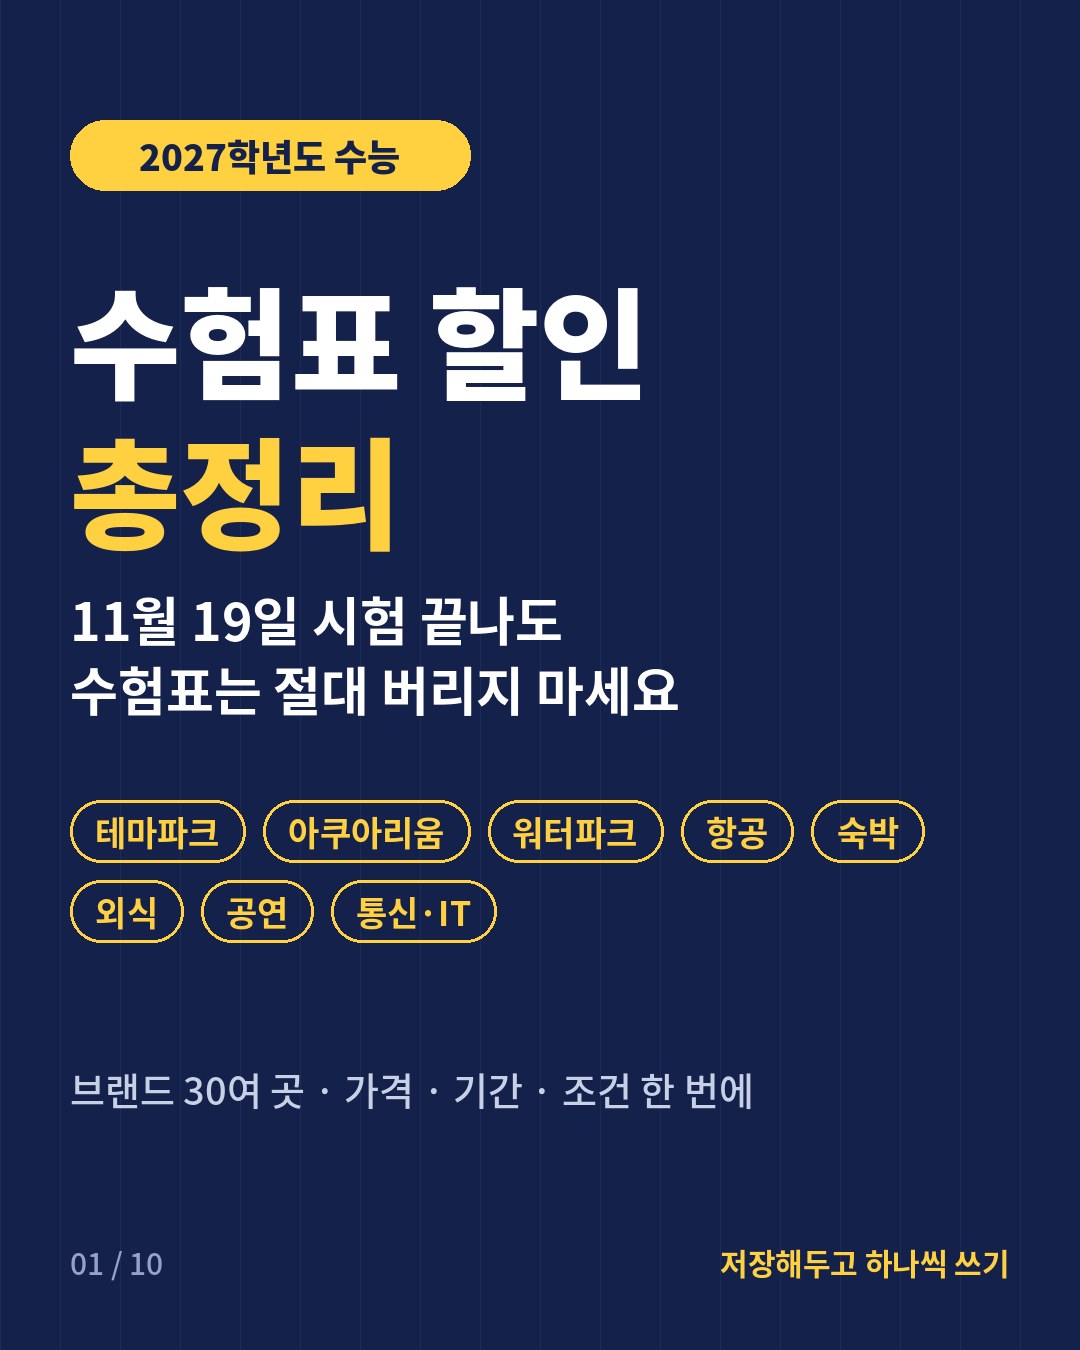 2027학년도 수능
수험표 할인
총정리
11월 19일 시험 끝나도
수험표는 절대 버리지 마세요
테마파크 아쿠아리움 워터파크 항공 숙박
외식 공연 통신·IT
브랜드 30여 곳 · 가격 · 기간 · 조건 한 번에
01 / 10 저장해두고 하나씩 쓰기